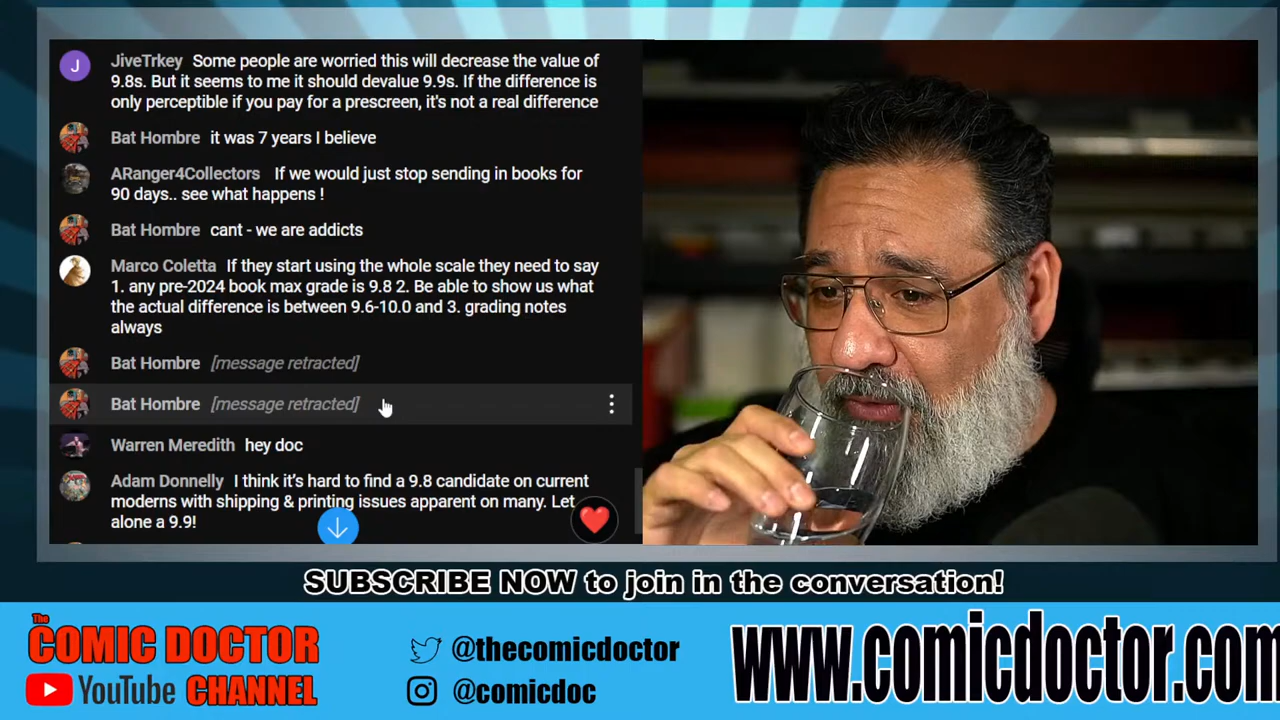 J
JiveTrkey Some people are worried this will decrease the value of
9.8s. But it seems to me it should devalue 9.9s. If the difference is
only perceptible if you pay for a prescreen, it's not a real difference
Bat Hombre it was 7 years I believe
ARanger4Collectors If we would just stop sending in books for
90 days.. see what happens !
Bat Hombre cant - we are addicts
Marco Coletta If they start using the whole scale they need to say
1. any pre-2024 book max grade is 9.8 2. Be able to show us what
the actual difference is between 9.6-10.0 and 3. grading notes
always
Bat Hombre [message retracted]
Bat Hombre [message retracted]
Warren Meredith hey doc
Adam Donnelly I think it's hard to find a 9.8 candidate on current
moderns with shipping & printing issues apparent on many. Let
alone a 9.9!
SUBSCRIBE NOW to join in the conversation!
The
COMIC DOCTOR
YouTube CHANNEL
@thecomicdoctor
@comicdoc
www.comicdoctor.com